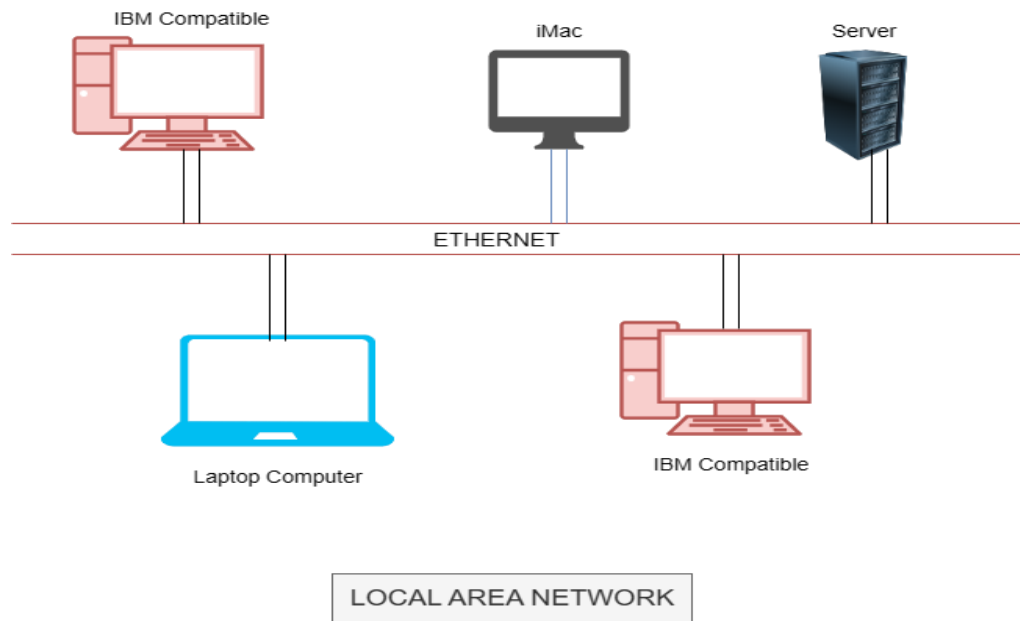 IBM Compatible
iMac
Server
ETHERNET
Laptop Computer
IBM Compatible
LOCAL AREA NETWORK